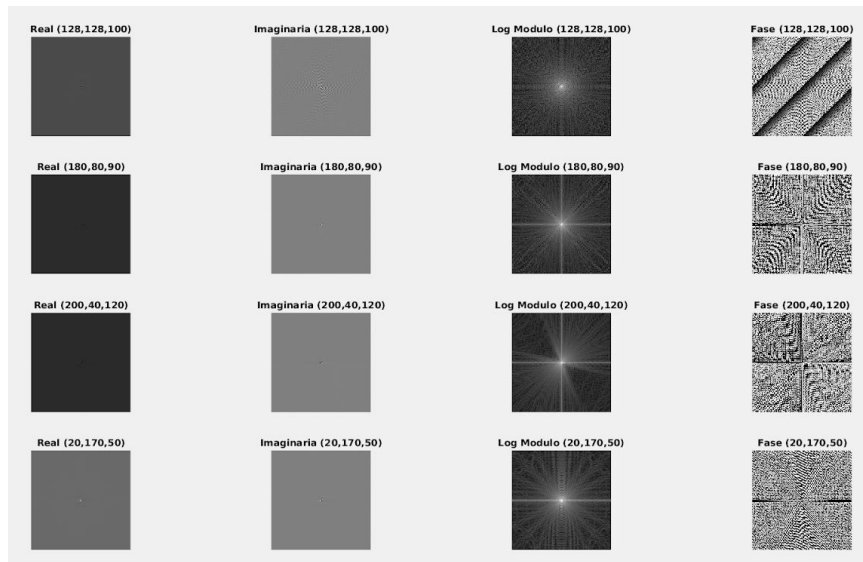 Real (128,128,100) Imaginaria (128,128,100) Log Modulo (128,128,100) Fase (128,128,100)
Real (180,80,90) Imaginaria (180,80,90) Log Modulo (180,80,90) Fase (180,80,90)
Real (200,40,120) Imaginaria (200,40,120) Log Modulo (200,40,120) Fase (200,40,120)
Real (20,170,50) Imaginaria (20,170,50) Log Modulo (20,170,50) Fase (20,170,50)